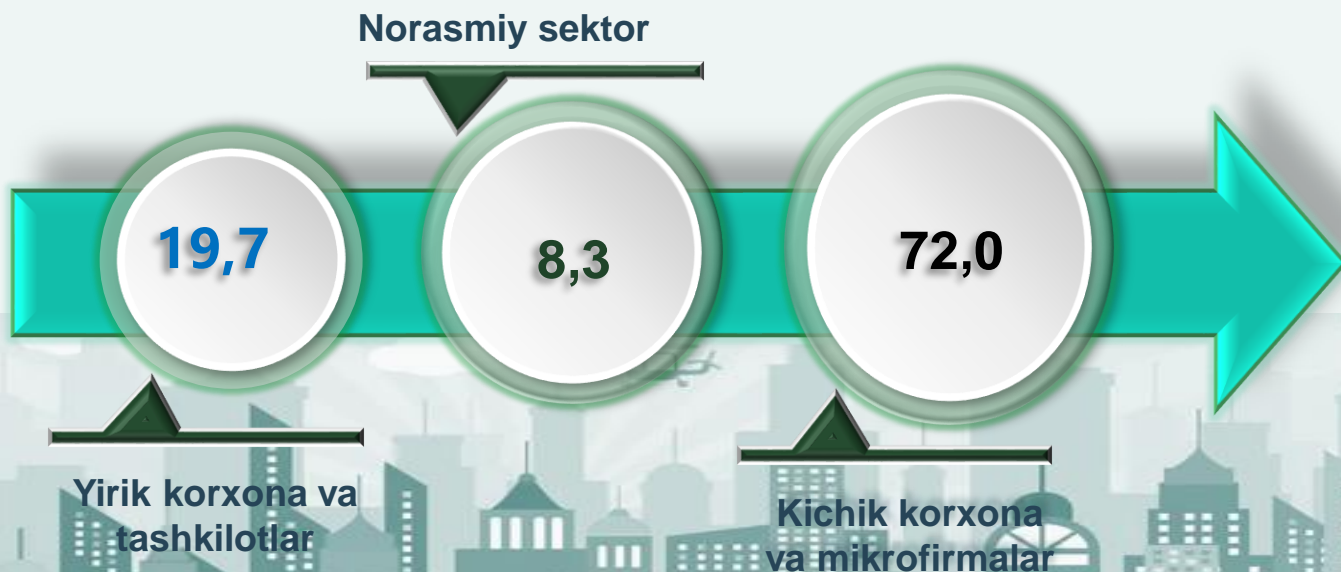 Norasmiy sektor
19,7
8,3
72,0
Yirik korxona va
tashkilotlar
Kichik korxona
va mikrofirmalar